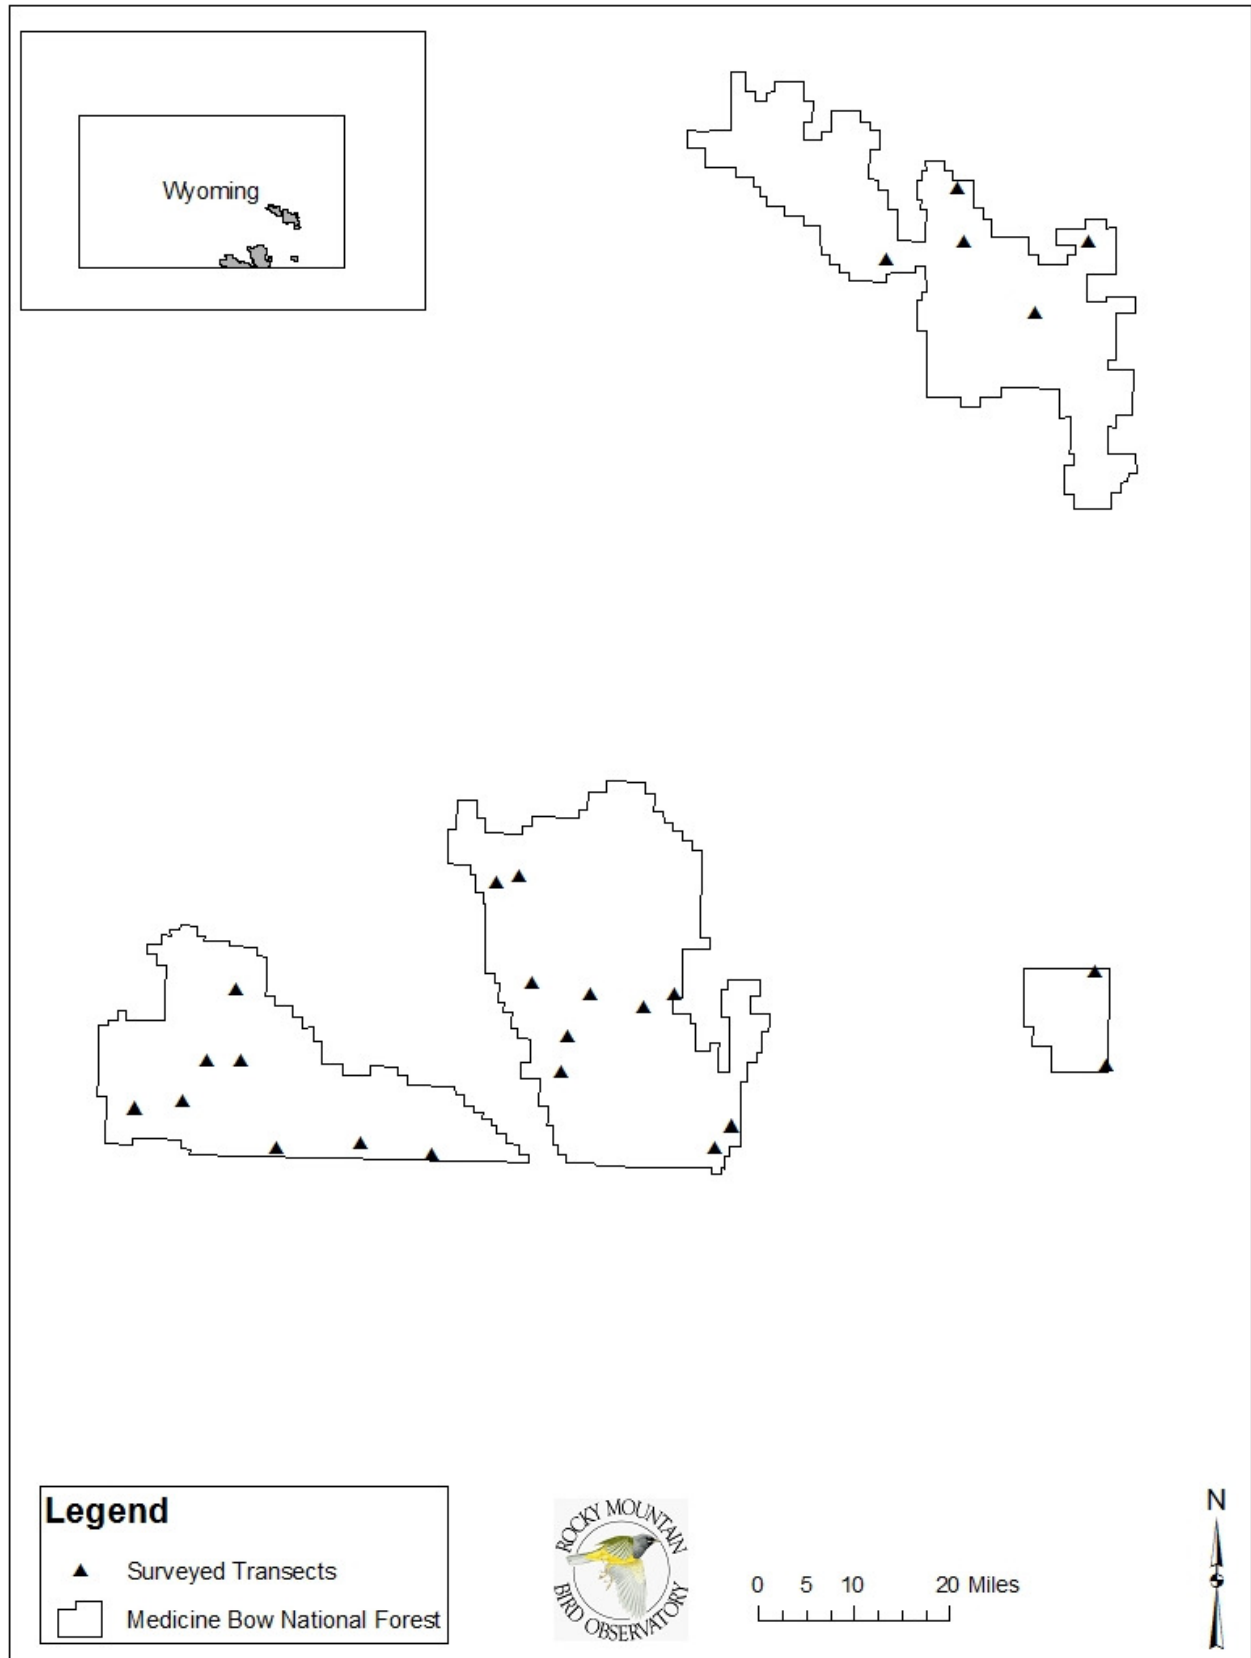 Wyoming
Legend
Surveyed Transects
Medicine Bow National Forest
ROCKY MOUNTAIN
BIRD OBSERVATORY
0 5 10 20 Miles
N